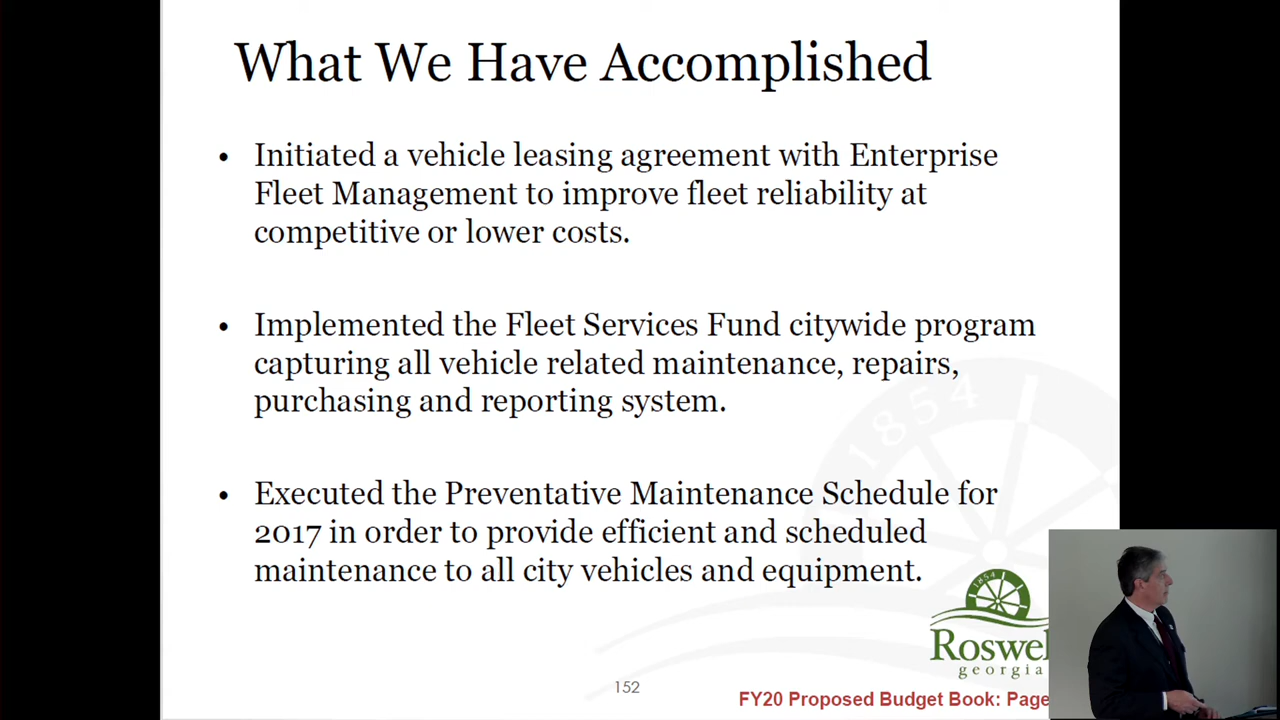 What We Have Accomplished
• Initiated a vehicle leasing agreement with Enterprise
Fleet Management to improve fleet reliability at
competitive or lower costs.
• Implemented the Fleet Services Fund citywide program
capturing all vehicle related maintenance, repairs,
purchasing and reporting system.
1854
• Executed the Preventative Maintenance Schedule for
2017 in order to provide efficient and scheduled
maintenance to all city vehicles and equipment.
1854
georgia
152
FY20 Proposed Budget Book: Page